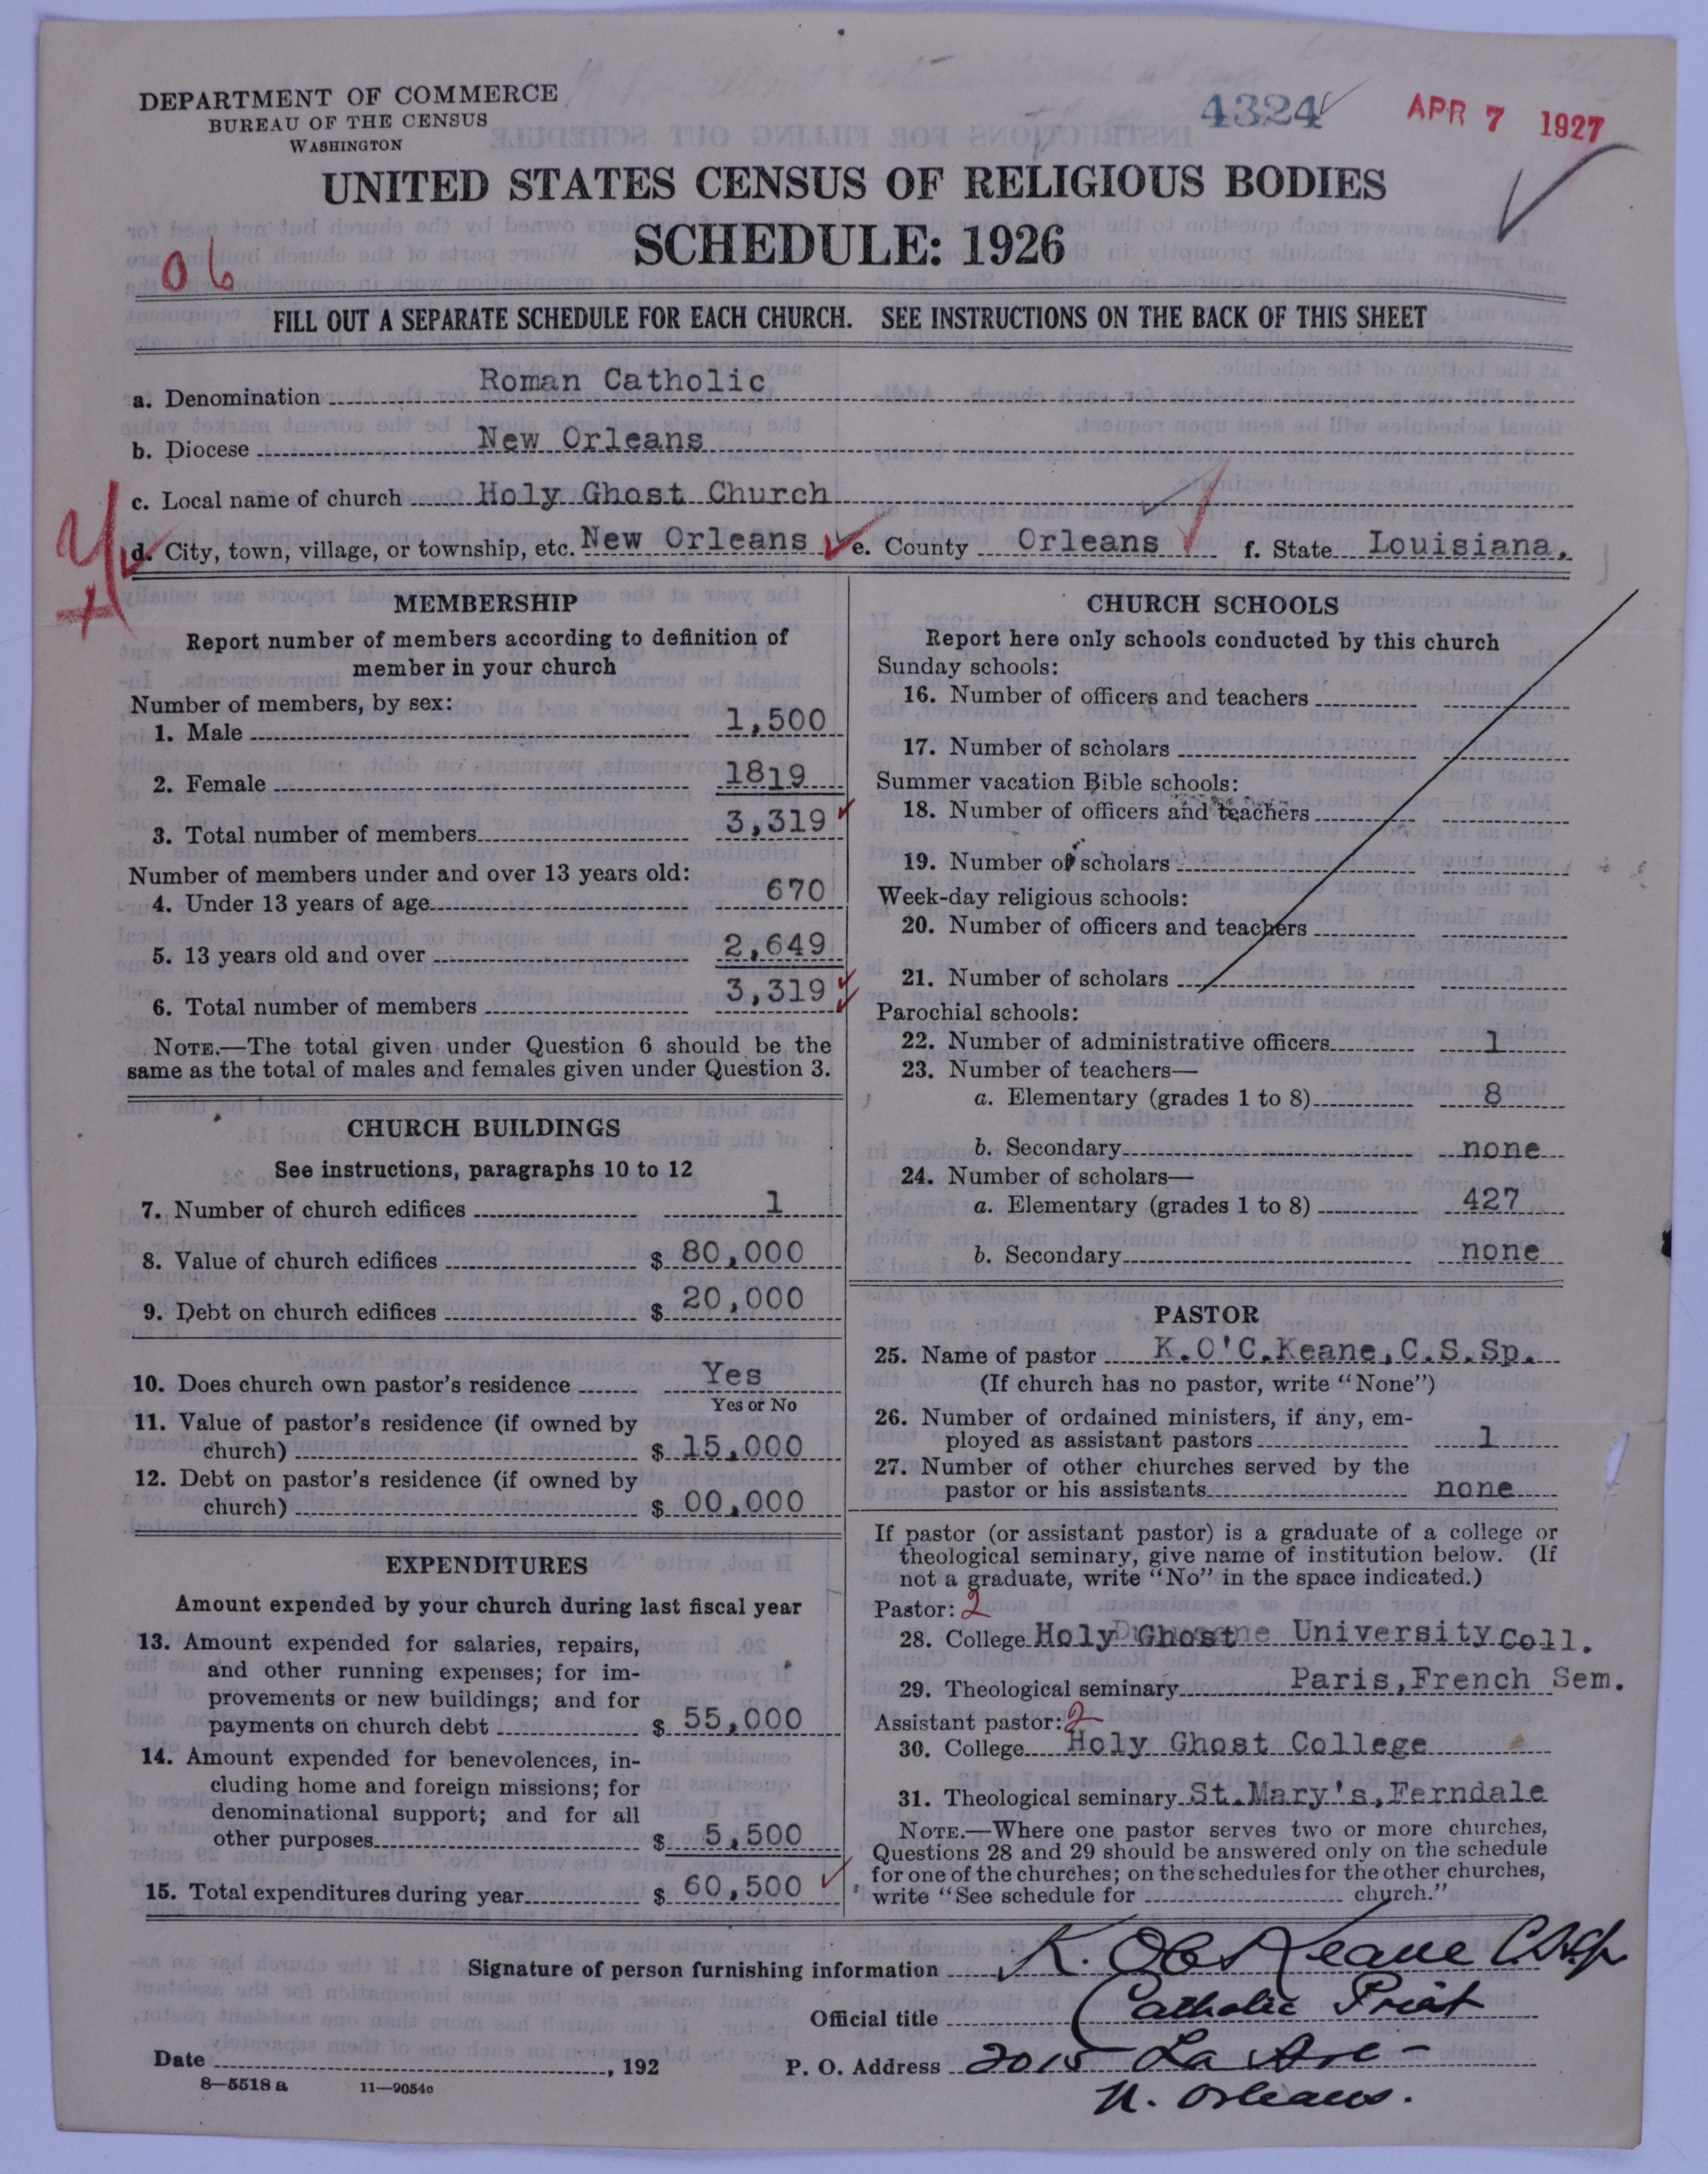 DEPARTMENT OF COMMERCE
BUREAU OF THE CENSUS
WASHINGTON
4324
APR 7 1927
UNITED STATES CENSUS OF RELIGIOUS BODIES
SCHEDULE: 1926
06
FILL OUT A SEPARATE SCHEDULE FOR EACH CHURCH. SEE INSTRUCTIONS ON THE BACK OF THIS SHEET
a. Denomination Roman Catholic
b. Diocese New Orleans
c. Local name of church Holy Ghost Church
d. City, town, village, or township, etc. New Orleans e. County Orleans f. State Louisiana.
MEMBERSHIP
Report number of members according to definition of
member in your church
Number of members, by sex:
1. Male 1,500
2. Female 1819
3. Total number of members 3,319
Number of members under and over 13 years old:
4. Under 13 years of age 670
5. 13 years old and over 2,649
6. Total number of members 3,319
NOTE.—The total given under Question 6 should be the
same as the total of males and females given under Question 3.
CHURCH BUILDINGS
See instructions, paragraphs 10 to 12
7. Number of church edifices 1
8. Value of church edifices $ 80,000
9. Debt on church edifices $ 20,000
10. Does church own pastor's residence Yes
Yes or No
11. Value of pastor's residence (if owned by
church) $ 15,000
12. Debt on pastor's residence (if owned by
church) $ 00,000
EXPENDITURES
Amount expended by your church during last fiscal year
13. Amount expended for salaries, repairs,
and other running expenses; for im-
provements or new buildings; and for
payments on church debt $ 55,000
14. Amount expended for benevolences, in-
cluding home and foreign missions; for
denominational support; and for all
other purposes $ 5,500
15. Total expenditures during year $ 60,500
CHURCH SCHOOLS
Report here only schools conducted by this church
Sunday schools:
16. Number of officers and teachers
17. Number of scholars
Summer vacation Bible schools:
18. Number of officers and teachers
19. Number of scholars
Week-day religious schools:
20. Number of officers and teachers
21. Number of scholars
Parochial schools:
22. Number of administrative officers 1
23. Number of teachers—
a. Elementary (grades 1 to 8) 8
b. Secondary none
24. Number of scholars—
a. Elementary (grades 1 to 8) 427
b. Secondary none
PASTOR
25. Name of pastor K.O'C.Keane,C.S.Sp.
(If church has no pastor, write "None")
26. Number of ordained ministers, if any, em-
ployed as assistant pastors 1
27. Number of other churches served by the
pastor or his assistants none
If pastor (or assistant pastor) is a graduate of a college or
theological seminary, give name of institution below. (If
not a graduate, write "No" in the space indicated.)
Pastor: 2
28. College Holy Ghost University Coll.
29. Theological seminary Paris,French Sem.
Assistant pastor: 2
30. College Holy Ghost College
31. Theological seminary St.Mary's,Ferndale
NOTE.—Where one pastor serves two or more churches,
Questions 28 and 29 should be answered only on the schedule
for one of the churches; on the schedules for the other churches,
write "See schedule for church."
Signature of person furnishing information K. O'C Keane C.S.Sp
Official title Catholic Priest
Date , 192 P. O. Address 2015 La Ave-
N. Orleans.
8—5518 a 11—9054c